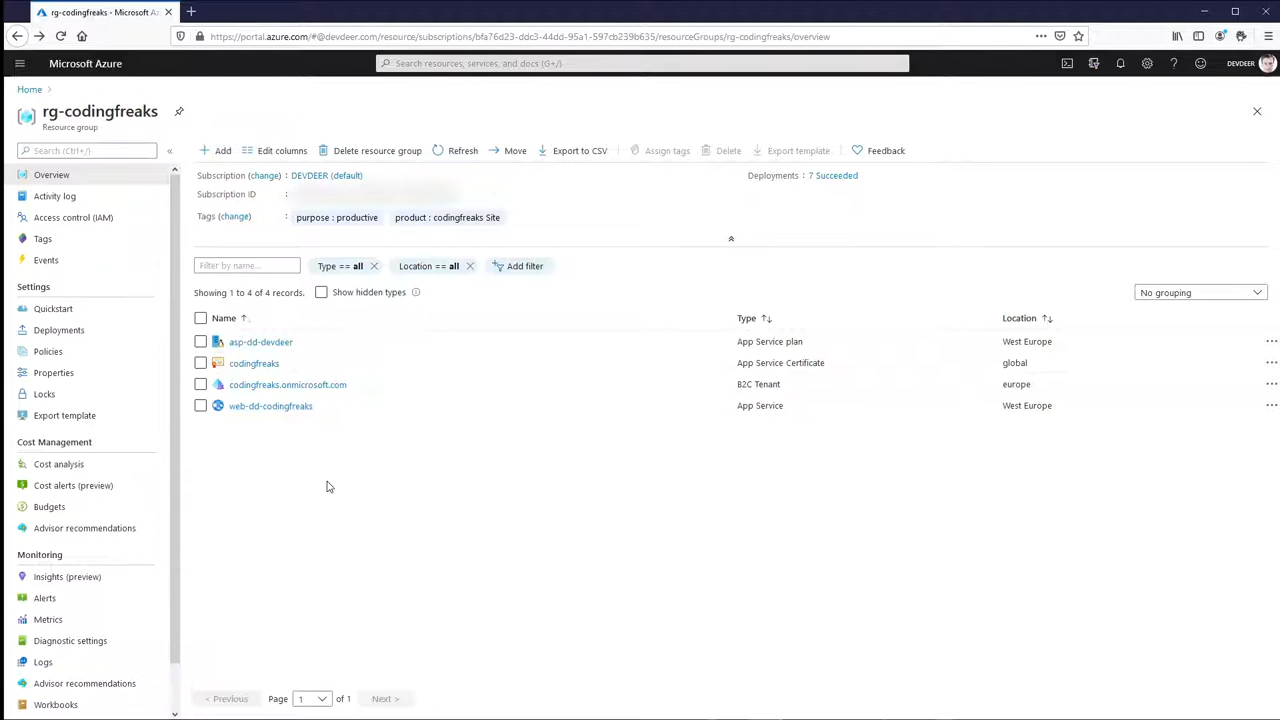 rg-codingfreaks - Microsoft Az
https://portal.azure.com/#@devdeer.com/resource/subscriptions/bfa76d23-ddc3-44dd-95a1-597cb239b635/resourceGroups/rg-codingfreaks/overview
Microsoft Azure
Search resources, services, and docs (G+/)
DEVDEER
Home
rg-codingfreaks
Resource group
Search (Ctrl+/)
Add
Edit columns
Delete resource group
Refresh
Move
Export to CSV
Assign tags
Delete
Export template
Feedback
Overview
Activity log
Access control (IAM)
Tags
Events
Settings
Quickstart
Deployments
Policies
Properties
Locks
Export template
Cost Management
Cost analysis
Cost alerts (preview)
Budgets
Advisor recommendations
Monitoring
Insights (preview)
Alerts
Metrics
Diagnostic settings
Logs
Advisor recommendations
Workbooks
Subscription (change) : DEVDEER (default)
Deployments : 7 Succeeded
Subscription ID :
Tags (change) : purpose : productive product : codingfreaks Site
Filter by name...
Type == all
Location == all
Add filter
Showing 1 to 4 of 4 records.
Show hidden types
No grouping
Name Type Location
asp-dd-devdeer App Service plan West Europe
codingfreaks App Service Certificate global
codingfreaks.onmicrosoft.com B2C Tenant europe
web-dd-codingfreaks App Service West Europe
< Previous Page 1 of 1 Next >